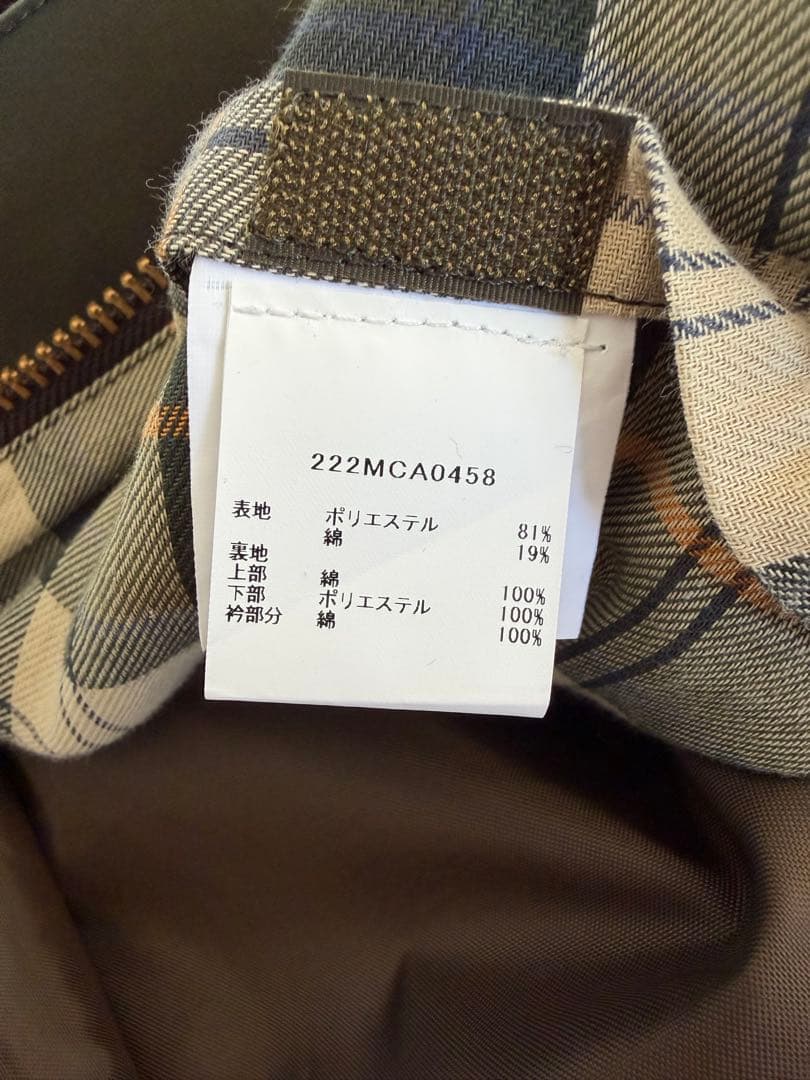 222MCA0458
表地 ポリエステル 81%
綿 19%
裏地
上部 綿 100%
下部 ポリエステル 100%
衿部分 綿 100%